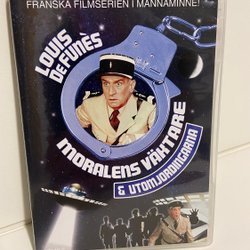 FRANSKA FILMSERIEN I MANNAMINNE!
LOUIS
DE FUNÈS
MORALENS VÄKTARE
& UTOMJORDINGARNA